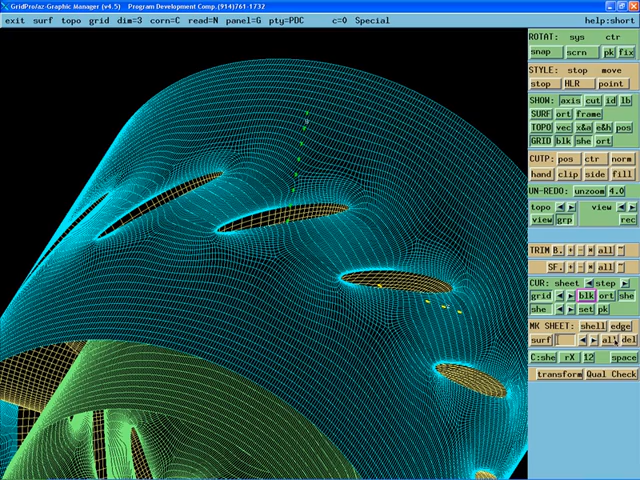 GridPro/az-Graphic Manager (v4.5) Program Development Comp.(914)761-1732
exit surf topo grid dim=3 corn=C read=N panel=G pty=PDC c=0 Special help:short
ROTAT: sys ctr
snap scrn pk fix
STYLE: stop move
stop HLR point
SHOW: axis cut id lb
SURF ort frame
TOPO vec x&a e&h pos
GRID blk she ort
CUTP: pos ctr norm
hand clip side fill
UN-REDO: unzoom 4.0
topo view
view grp rec
TRIM B. + - * all ~
SF. + - * all ~
CUR: sheet step
grid blk ort she
she set pk
MK SHEET: shell edge
surf all del
C:she rX 12 space
transform Qual Check